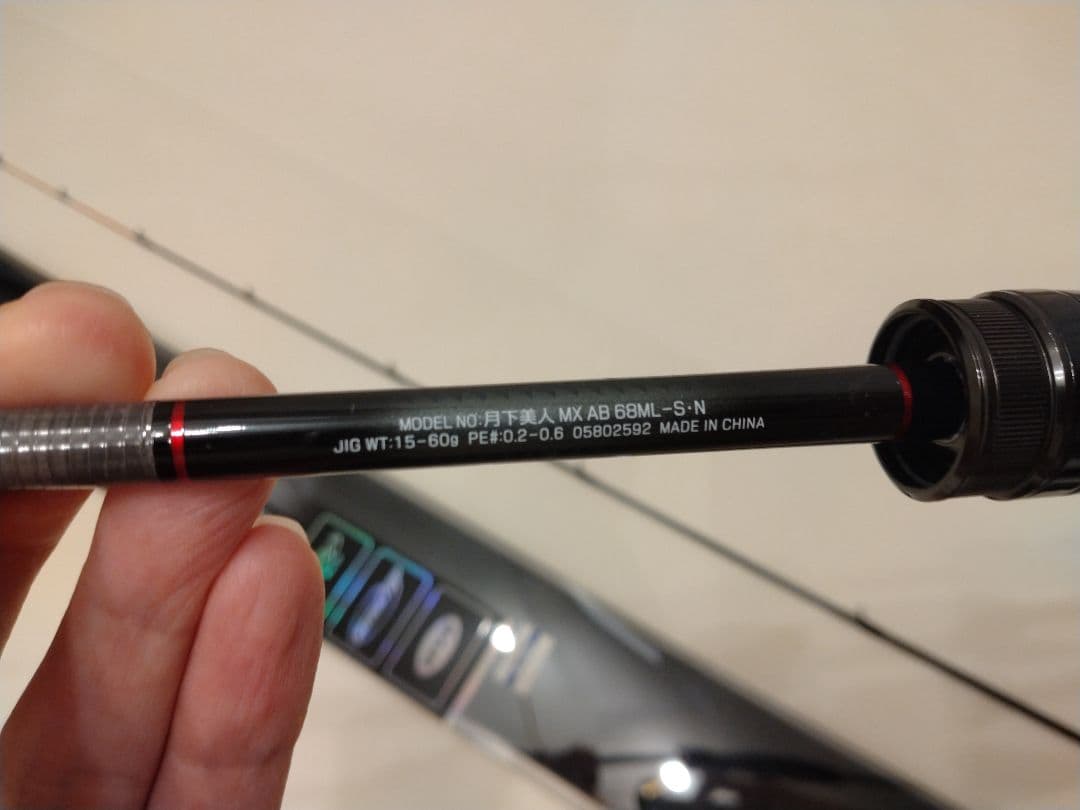 MODEL NO:月下美人 MX AB 68ML-S・N
JIG WT:15-60g PE#:0.2-0.6 05802592 MADE IN CHINA